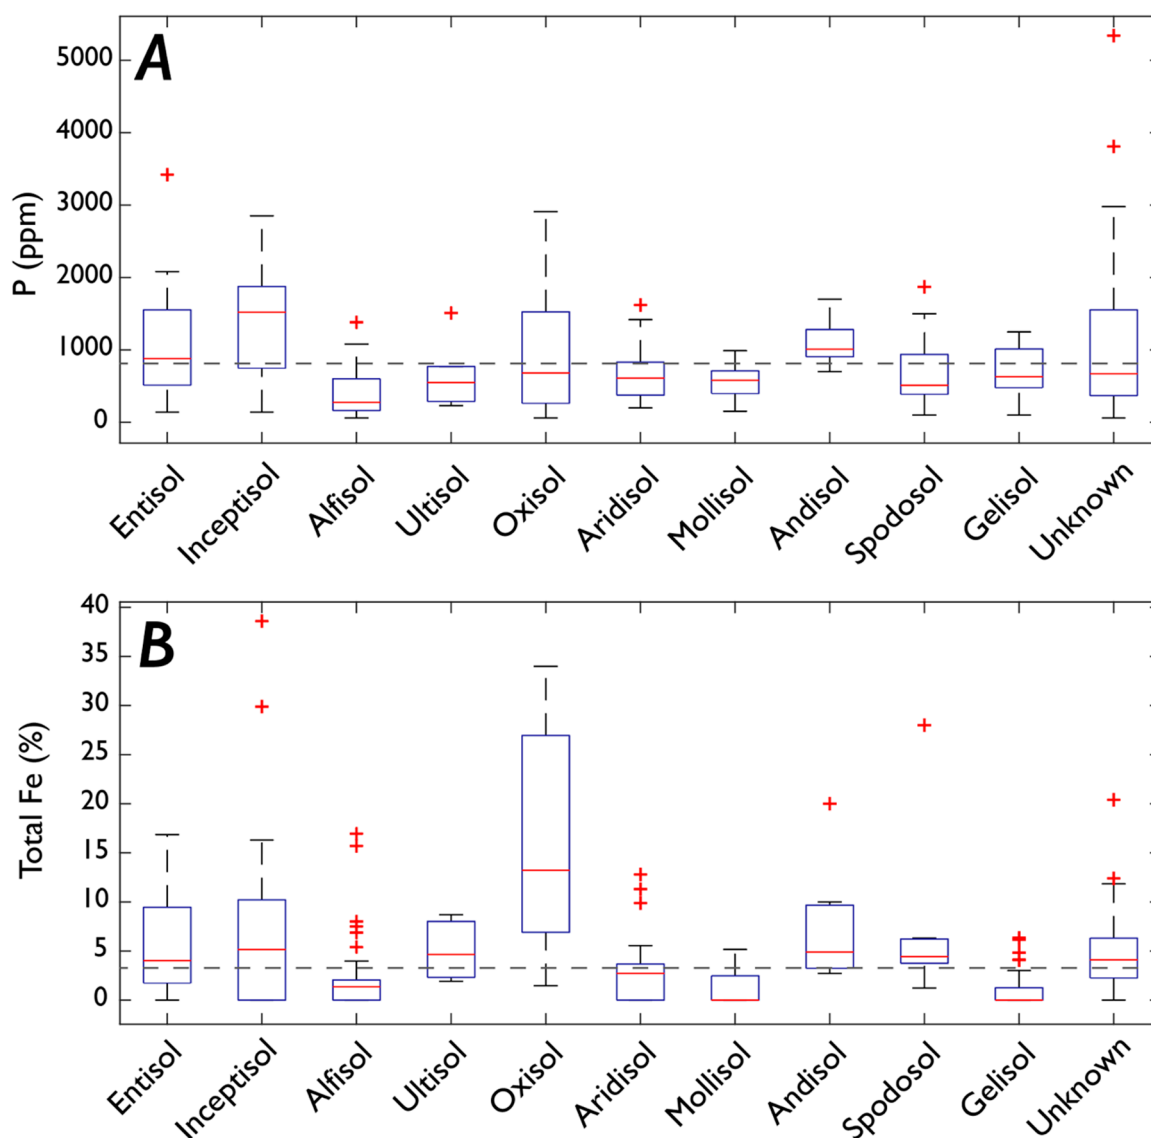 A
5000
4000
3000
2000
1000
0
P (ppm)
Entisol
Inceptisol
Alfisol
Ultisol
Oxisol
Aridisol
Mollisol
Andisol
Spodosol
Gelisol
Unknown
B
40
35
30
25
20
15
10
5
0
Total Fe (%)
Entisol
Inceptisol
Alfisol
Ultisol
Oxisol
Aridisol
Mollisol
Andisol
Spodosol
Gelisol
Unknown